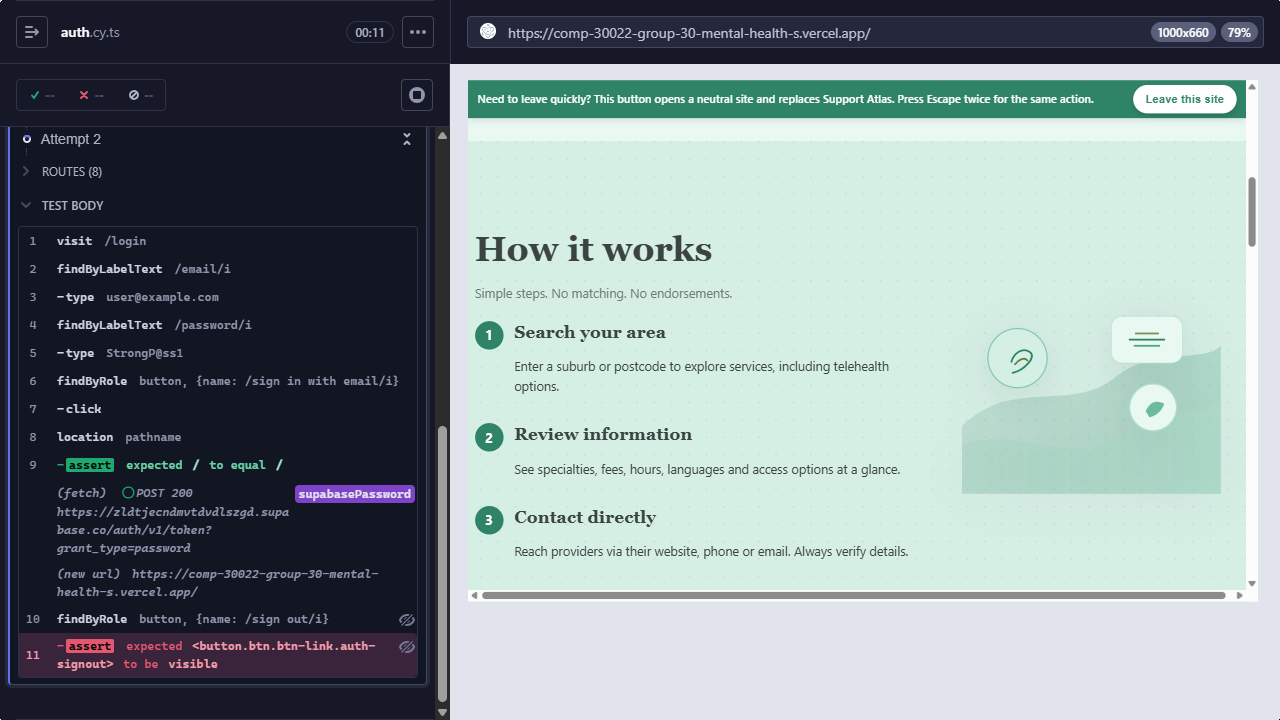 auth.cy.ts
00:11
https://comp-30022-group-30-mental-health-s.vercel.app/
1000x660
79%
--
--
--
Attempt 2
ROUTES (8)
TEST BODY
1 visit /login
2 findByLabelText /email/i
3 -type user@example.com
4 findByLabelText /password/i
5 -type StrongP@ss1
6 findByRole button, {name: /sign in with email/i}
7 -click
8 location pathname
9 -assert expected / to equal /
(fetch) POST 200 supabasePassword
https://zldtjecndmvtdvdlszgd.supa
base.co/auth/v1/token?
grant_type=password
(new url) https://comp-30022-group-30-mental-
health-s.vercel.app/
10 findByRole button, {name: /sign out/i}
11 -assert expected <button.btn.btn-link.auth-
signout> to be visible
Need to leave quickly? This button opens a neutral site and replaces Support Atlas. Press Escape twice for the same action.
Leave this site
How it works
Simple steps. No matching. No endorsements.
1 Search your area
Enter a suburb or postcode to explore services, including telehealth
options.
2 Review information
See specialties, fees, hours, languages and access options at a glance.
3 Contact directly
Reach providers via their website, phone or email. Always verify details.